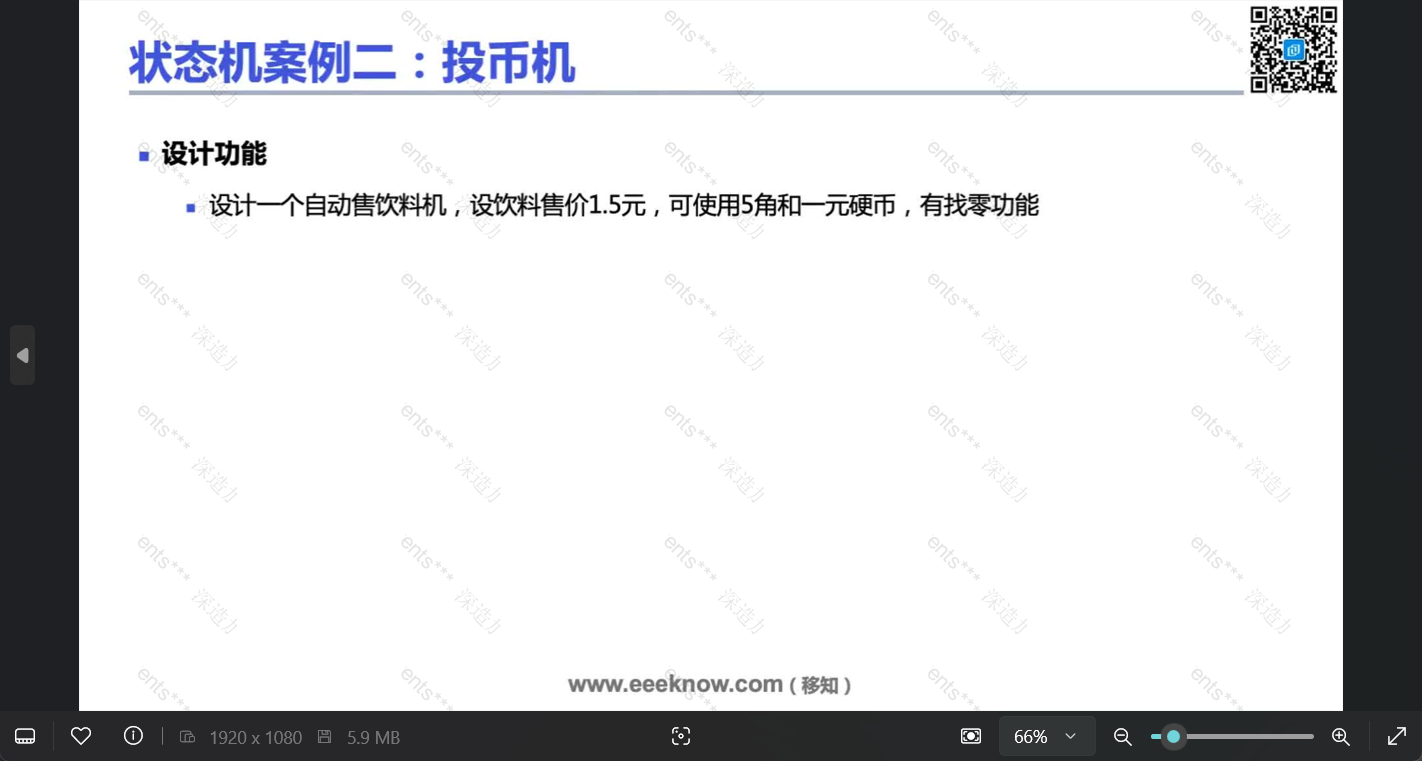 状态机案例二：投币机
设计功能
设计一个自动售饮料机，设饮料售价1.5元，可使用5角和一元硬币，有找零功能
ents*** 深造ﾉ
www.eeeknow.com（移知）
1920 x 1080
5.9 MB
66%